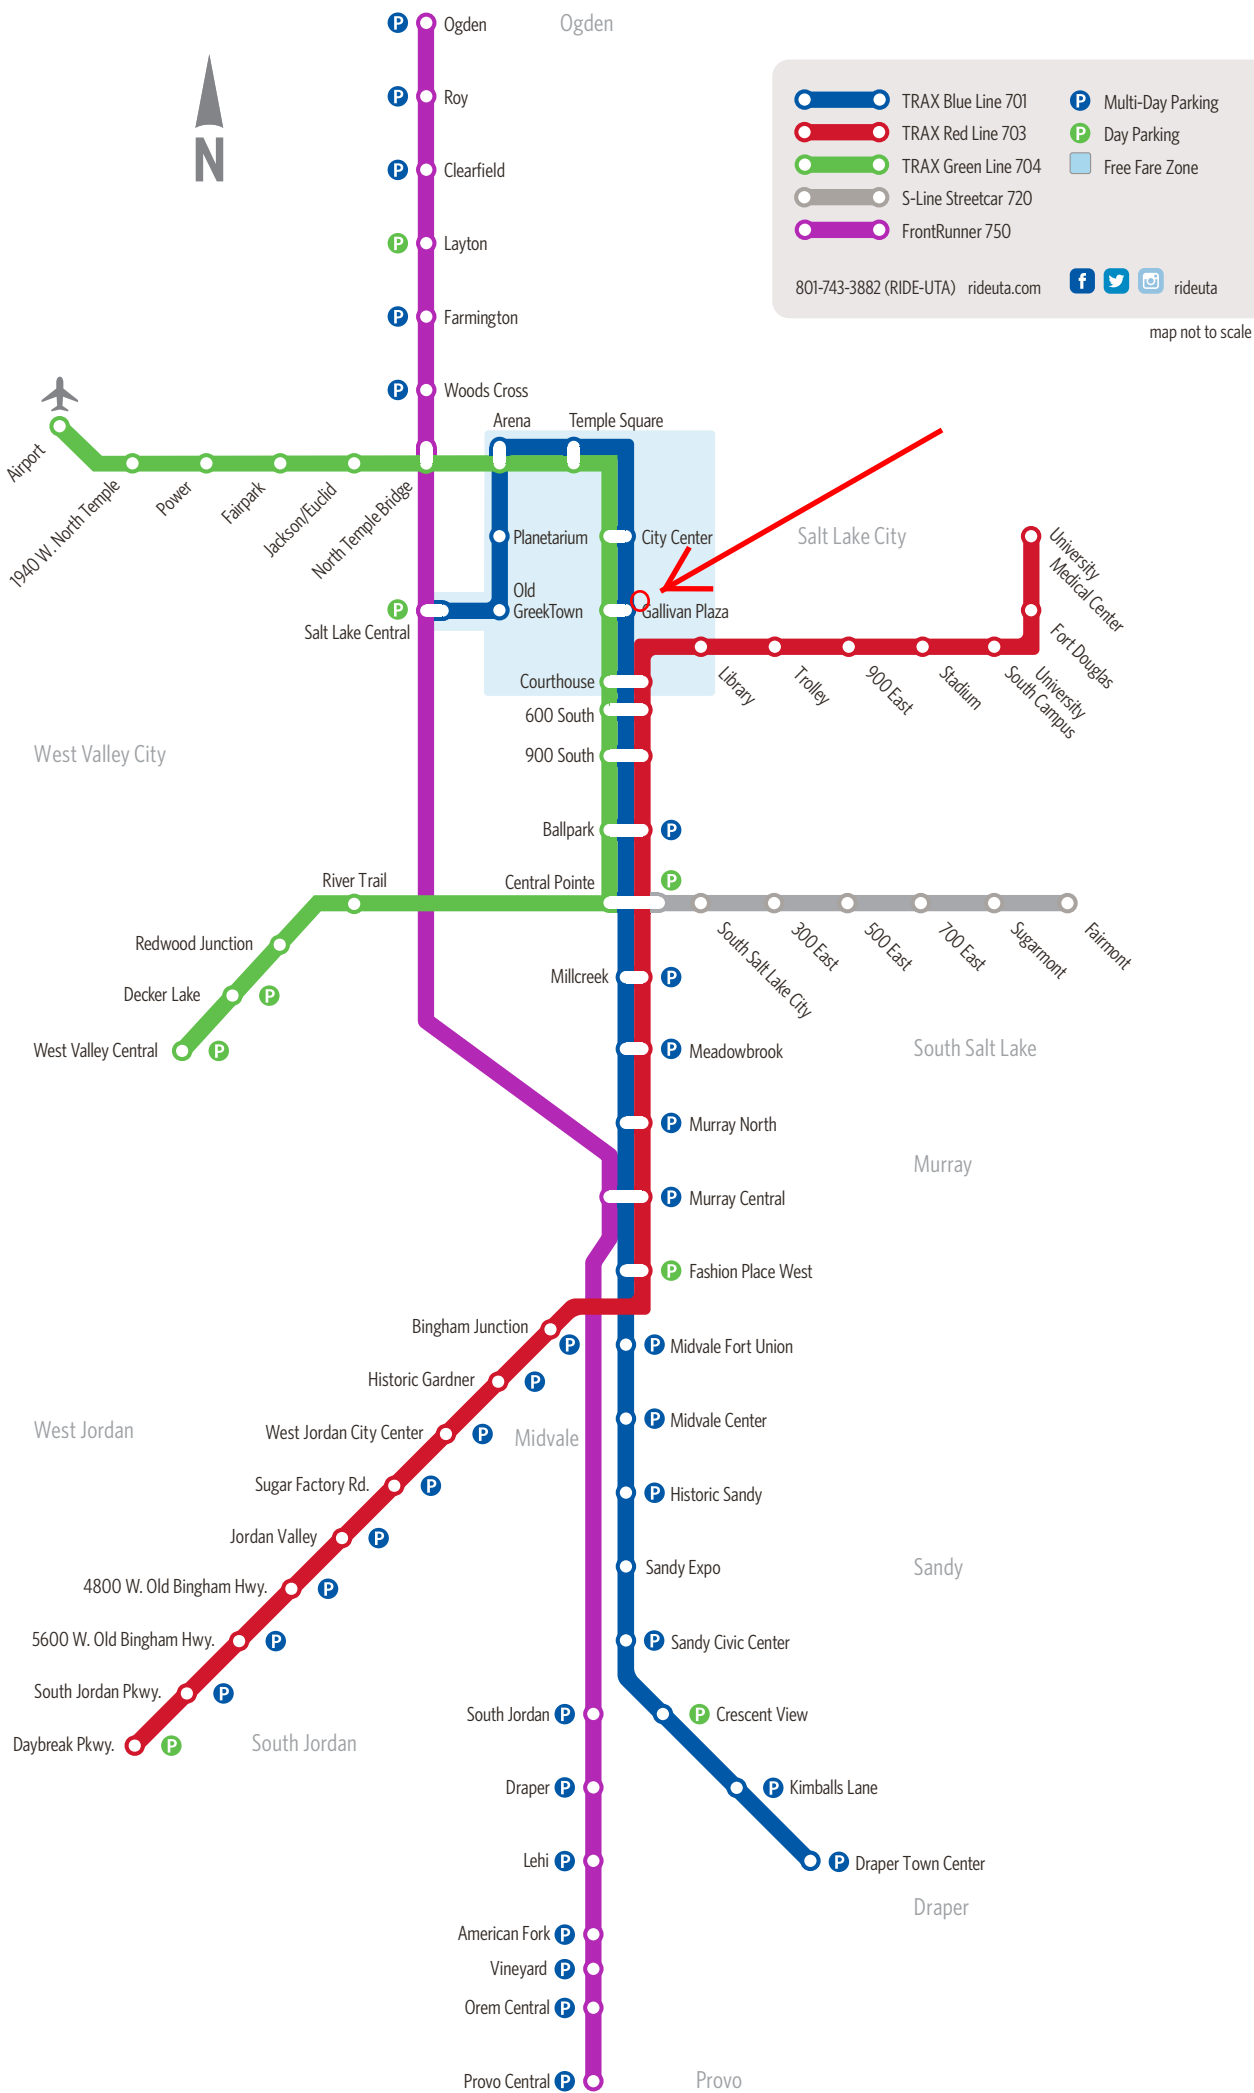 Ogden
Ogden
Roy
Clearfield
Layton
Farmington
Woods Cross
N
TRAX Blue Line 701
TRAX Red Line 703
TRAX Green Line 704
S-Line Streetcar 720
FrontRunner 750
P Multi-Day Parking
P Day Parking
Free Fare Zone
801-743-3882 (RIDE-UTA) rideuta.com
rideuta
map not to scale
Arena
Temple Square
Airport
1940 W. North Temple
Power
Fairpark
Jackson/Euclid
North Temple Bridge
Planetarium
City Center
Salt Lake City
Old
GreekTown
Gallivan Plaza
Salt Lake Central
University
Medical Center
Fort Douglas
University
South Campus
Stadium
900 East
Trolley
Library
Courthouse
600 South
900 South
West Valley City
Ballpark
Central Pointe
River Trail
Redwood Junction
Decker Lake
West Valley Central
South Salt Lake City
300 East
500 East
700 East
Sugarmont
Fairmont
Millcreek
Meadowbrook
South Salt Lake
Murray North
Murray
Murray Central
Fashion Place West
Bingham Junction
Midvale Fort Union
Historic Gardner
Midvale Center
West Jordan
West Jordan City Center
Midvale
Sugar Factory Rd.
Historic Sandy
Jordan Valley
Sandy Expo
Sandy
4800 W. Old Bingham Hwy.
5600 W. Old Bingham Hwy.
Sandy Civic Center
South Jordan Pkwy.
South Jordan
Crescent View
Daybreak Pkwy.
South Jordan
Draper
Kimballs Lane
Lehi
Draper Town Center
Draper
American Fork
Vineyard
Orem Central
Provo Central
Provo